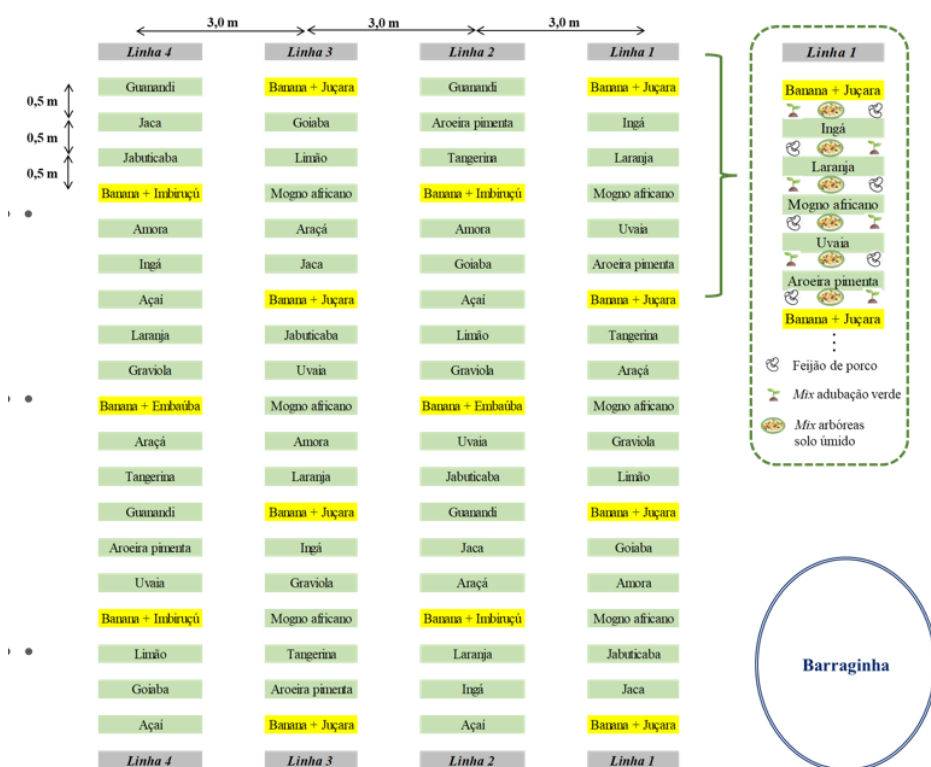 3,0 m 3,0 m 3,0 m
Linha 4 Linha 3 Linha 2 Linha 1
Guanandi Banana + Juçara Guanandi Banana + Juçara
0,5 m
Jaca Goiaba Aroeira pimenta Ingá
0,5 m
Jabuticaba Limão Tangerina Laranja
0,5 m
Banana + Imbiruçú Mogno africano Banana + Imbiruçú Mogno africano
Amora Araçá Amora Uvaia
Ingá Jaca Goiaba Aroeira pimenta
Açaí Banana + Juçara Açaí Banana + Juçara
Laranja Jabuticaba Limão Tangerina
Graviola Uvaia Graviola Araçá
Banana + Embaúba Mogno africano Banana + Embaúba Mogno africano
Araçá Amora Uvaia Graviola
Tangerina Laranja Jabuticaba Limão
Guanandi Banana + Juçara Guanandi Banana + Juçara
Aroeira pimenta Ingá Jaca Goiaba
Uvaia Graviola Araçá Amora
Banana + Imbiruçú Mogno africano Banana + Imbiruçú Mogno africano
Limão Tangerina Laranja Jabuticaba
Goiaba Aroeira pimenta Ingá Jaca
Açaí Banana + Juçara Açaí Banana + Juçara
Linha 4 Linha 3 Linha 2 Linha 1
Linha 1
Banana + Juçara
Ingá
Laranja
Mogno africano
Uvaia
Aroeira pimenta
Banana + Juçara
Feijão de porco
Mix adubação verde
Mix arbóreas
solo úmido
Barraginha